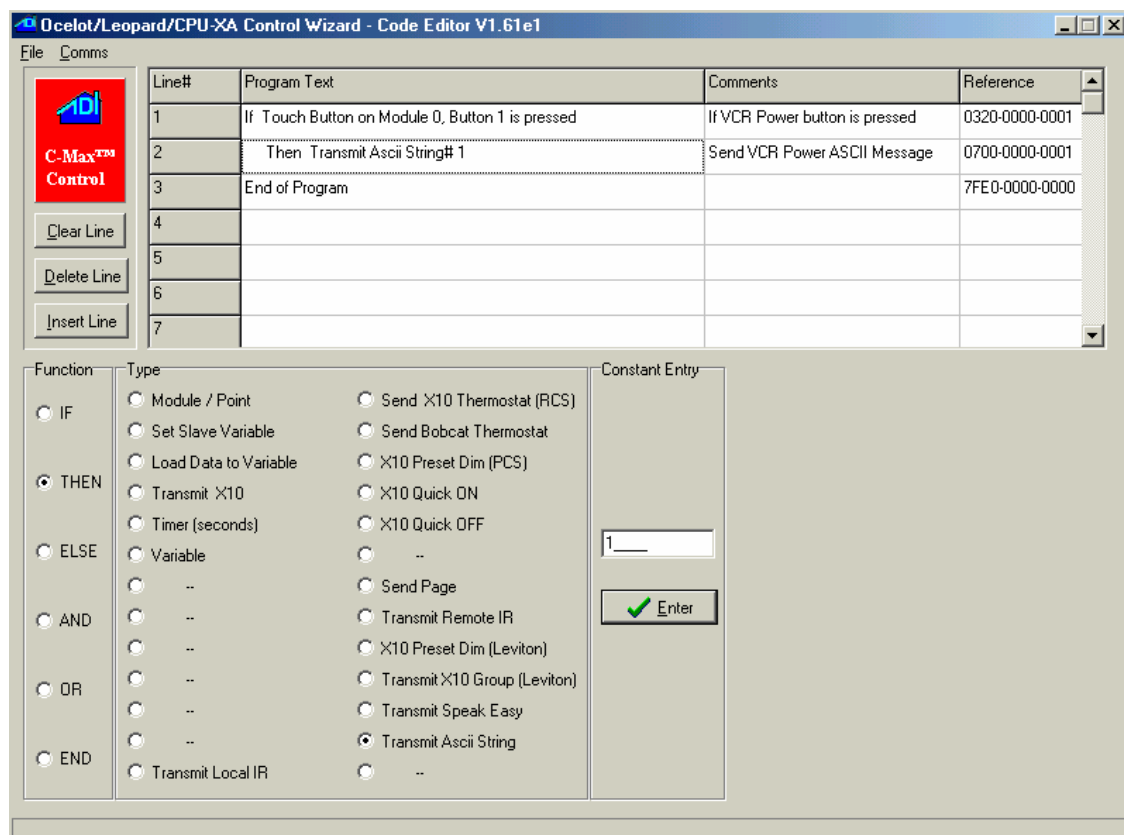 Ocelot/Leopard/CPU-XA Control Wizard - Code Editor V1.61e1
File Comms
ADI
C-Max™
Control
Clear Line
Delete Line
Insert Line
Line# Program Text Comments Reference
1 If Touch Button on Module 0, Button 1 is pressed If VCR Power button is pressed 0320-0000-0001
2 Then Transmit Ascii String# 1 Send VCR Power ASCII Message 0700-0000-0001
3 End of Program 7FE0-0000-0000
4
5
6
7
Function
IF
THEN
ELSE
AND
OR
END
Type
Module / Point
Set Slave Variable
Load Data to Variable
Transmit X10
Timer (seconds)
Variable
--
--
--
--
--
--
Transmit Local IR
Send X10 Thermostat (RCS)
Send Bobcat Thermostat
X10 Preset Dim (PCS)
X10 Quick ON
X10 Quick OFF
--
Send Page
Transmit Remote IR
X10 Preset Dim (Leviton)
Transmit X10 Group (Leviton)
Transmit Speak Easy
Transmit Ascii String
--
Constant Entry
1____
Enter